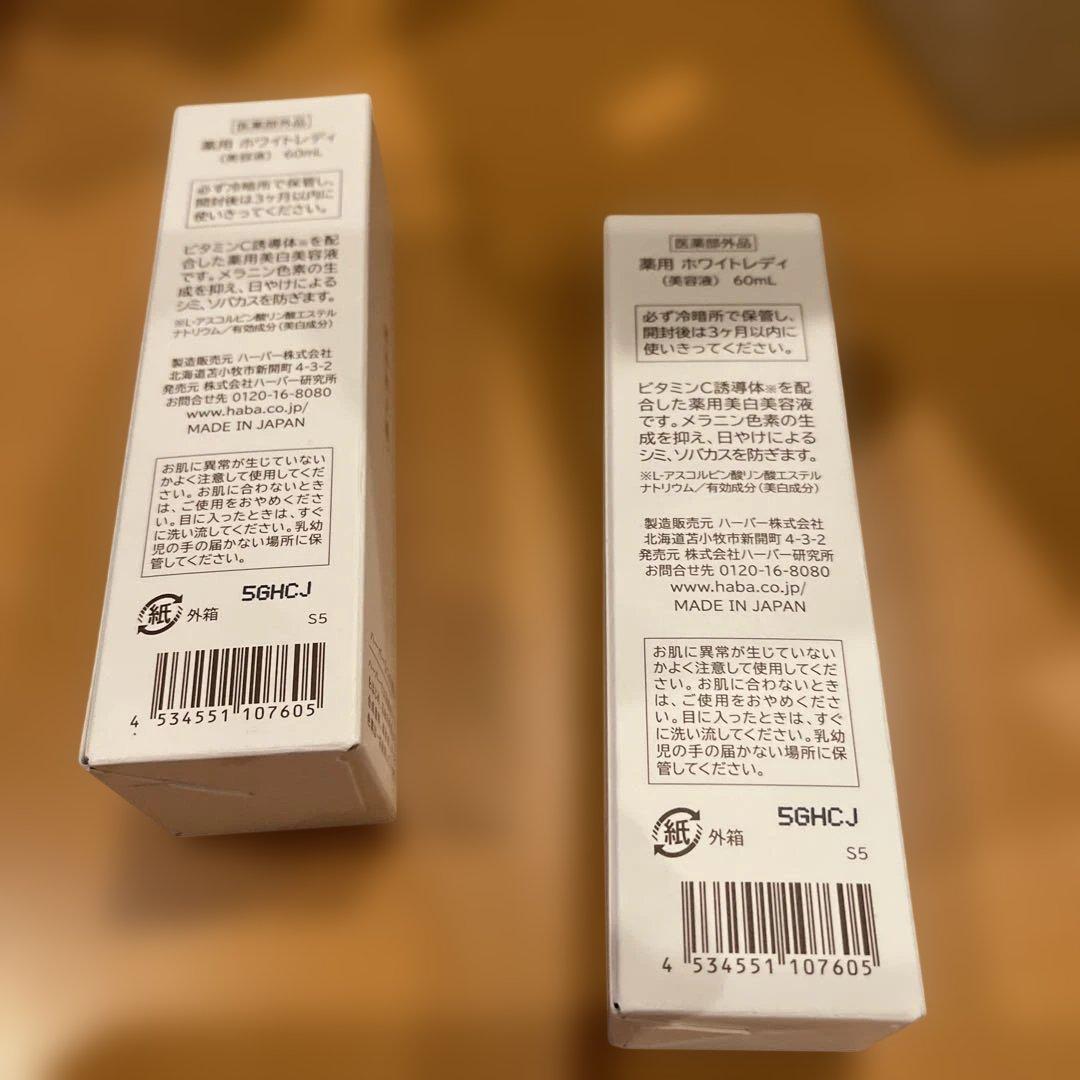 医薬部外品
薬用 ホワイトレディ
(美容液) 60mL
必ず冷暗所で保管し、
開封後は3ヶ月以内に
使いきってください。
ビタミンC誘導体※を配
合した薬用美白美容液
です。メラニン色素の生
成を抑え、日やけによる
シミ、ソバカスを防ぎます。
※L-アスコルビン酸リン酸エステル
ナトリウム/有効成分(美白成分)
製造販売元 ハーバー株式会社
北海道苫小牧市新開町 4-3-2
発売元 株式会社ハーバー研究所
お問合せ先 0120-16-8080
www.haba.co.jp/
MADE IN JAPAN
お肌に異常が生じていない
かよく注意して使用してくだ
さい。お肌に合わないとき
は、ご使用をおやめくださ
い。目に入ったときは、すぐ
に洗い流してください。乳幼
児の手の届かない場所に保
管してください。
5GHCJ
紙 外箱
S5
4 534551 107605
医薬部外品
薬用 ホワイトレディ
(美容液) 60mL
必ず冷暗所で保管し、
開封後は3ヶ月以内に
使いきってください。
ビタミンC誘導体※を配
合した薬用美白美容液
です。メラニン色素の生
成を抑え、日やけによる
シミ、ソバカスを防ぎます。
※L-アスコルビン酸リン酸エステル
ナトリウム/有効成分(美白成分)
製造販売元 ハーバー株式会社
北海道苫小牧市新開町 4-3-2
発売元 株式会社ハーバー研究所
お問合せ先 0120-16-8080
www.haba.co.jp/
MADE IN JAPAN
お肌に異常が生じていない
かよく注意して使用してくだ
さい。お肌に合わないとき
は、ご使用をおやめくださ
い。目に入ったときは、すぐ
に洗い流してください。乳幼
児の手の届かない場所に保
管してください。
5GHCJ
紙 外箱
S5
4 534551 107605